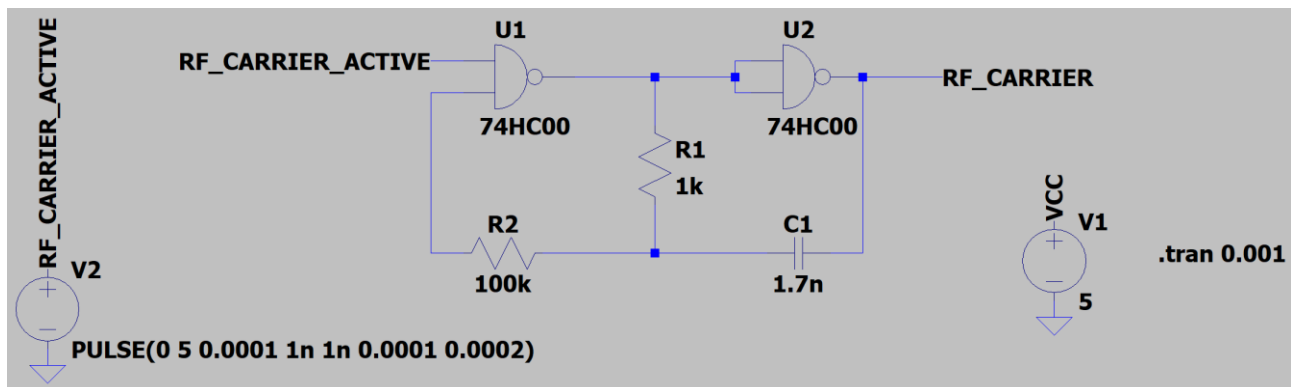 U1
U2
RF_CARRIER_ACTIVE
RF_CARRIER_ACTIVE
RF_CARRIER
74HC00
74HC00
R1
1k
R2
100k
C1
1.7n
V2
PULSE(0 5 0.0001 1n 1n 0.0001 0.0002)
VCC
V1
5
.tran 0.001